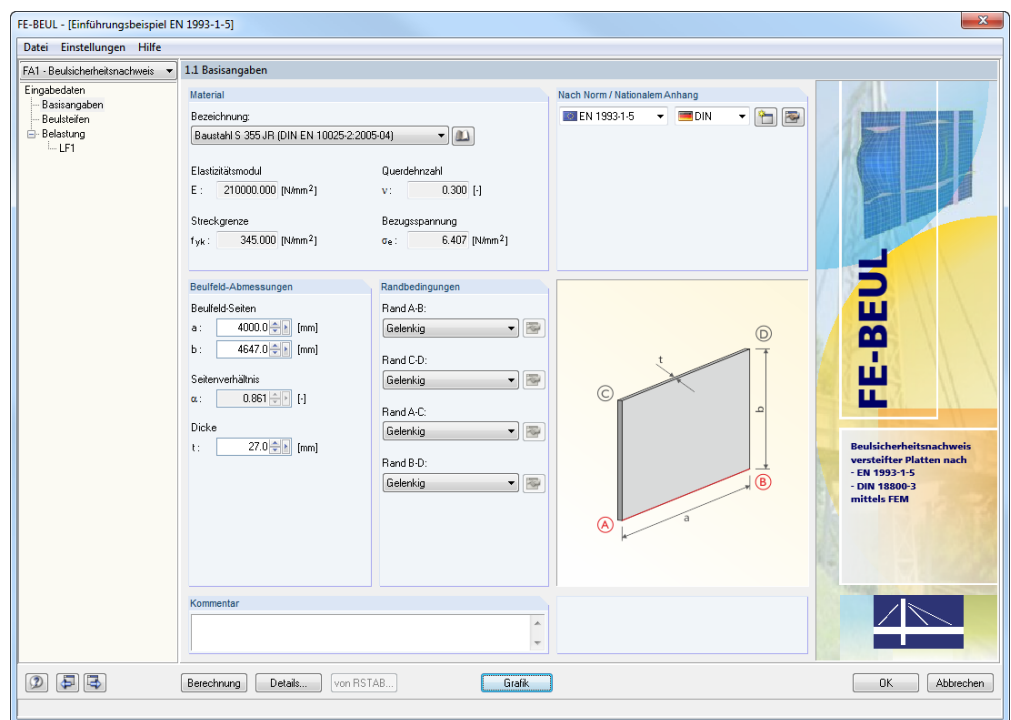 FE-BEUL - [Einführungsbeispiel EN 1993-1-5]
Datei Einstellungen Hilfe
FA1 - Beulsicherheitsnachweis
Eingabedaten
Basisangaben
Beulsteifen
Belastung
LF1
1.1 Basisangaben
Material
Bezeichnung:
Baustahl S 355 JR (DIN EN 10025-2:2005-04)
Elastizitätsmodul
E : 210000.000 [N/mm²]
Querdehnzahl
ν : 0.300 [-]
Streckgrenze
fyk : 345.000 [N/mm²]
Bezugsspannung
σe : 6.407 [N/mm²]
Nach Norm / Nationalem Anhang
EN 1993-1-5 DIN
Beulfeld-Abmessungen
Beulfeld-Seiten
a : 4000.0 [mm]
b : 4647.0 [mm]
Seitenverhältnis
α : 0.861 [-]
Dicke
t : 27.0 [mm]
Randbedingungen
Rand A-B:
Gelenkig
Rand C-D:
Gelenkig
Rand A-C:
Gelenkig
Rand B-D:
Gelenkig
D
t
C
b
B
a
A
Kommentar
FE-BEUL
Beulsicherheitsnachweis
versteifter Platten nach
- EN 1993-1-5
- DIN 18800-3
mittels FEM
Berechnung Details... von RSTAB... Grafik OK Abbrechen